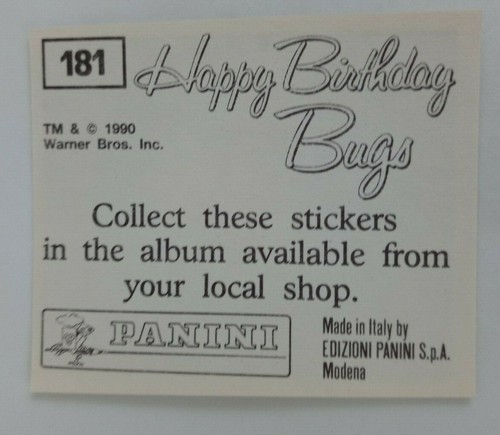 181
Happy Birthday
Bugs
TM & © 1990
Warner Bros. Inc.
Collect these stickers
in the album available from
your local shop.
PANINI
Made in Italy by
EDIZIONI PANINI S.p.A.
Modena